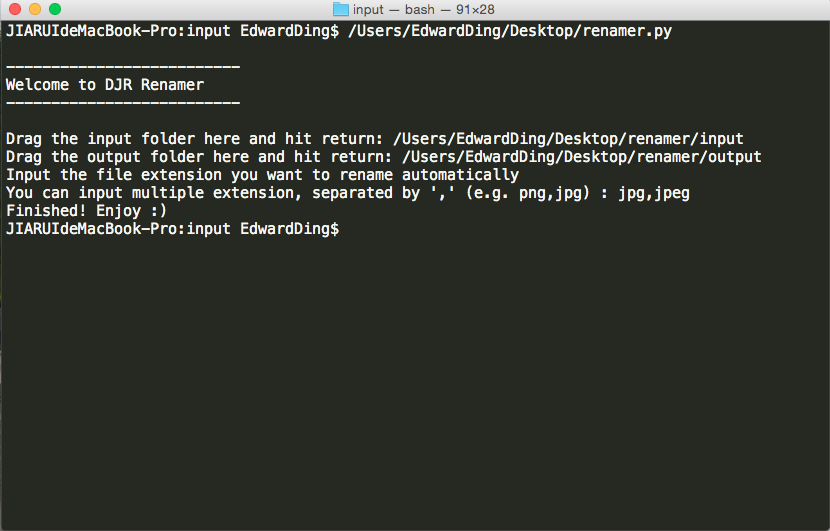 input — bash — 91×28
JIARUIdeMacBook-Pro:input EdwardDing$ /Users/EdwardDing/Desktop/renamer.py
--------------------------
Welcome to DJR Renamer
--------------------------
Drag the input folder here and hit return: /Users/EdwardDing/Desktop/renamer/input
Drag the output folder here and hit return: /Users/EdwardDing/Desktop/renamer/output
Input the file extension you want to rename automatically
You can input multiple extension, separated by ',' (e.g. png,jpg) : jpg,jpeg
Finished! Enjoy :)
JIARUIdeMacBook-Pro:input EdwardDing$